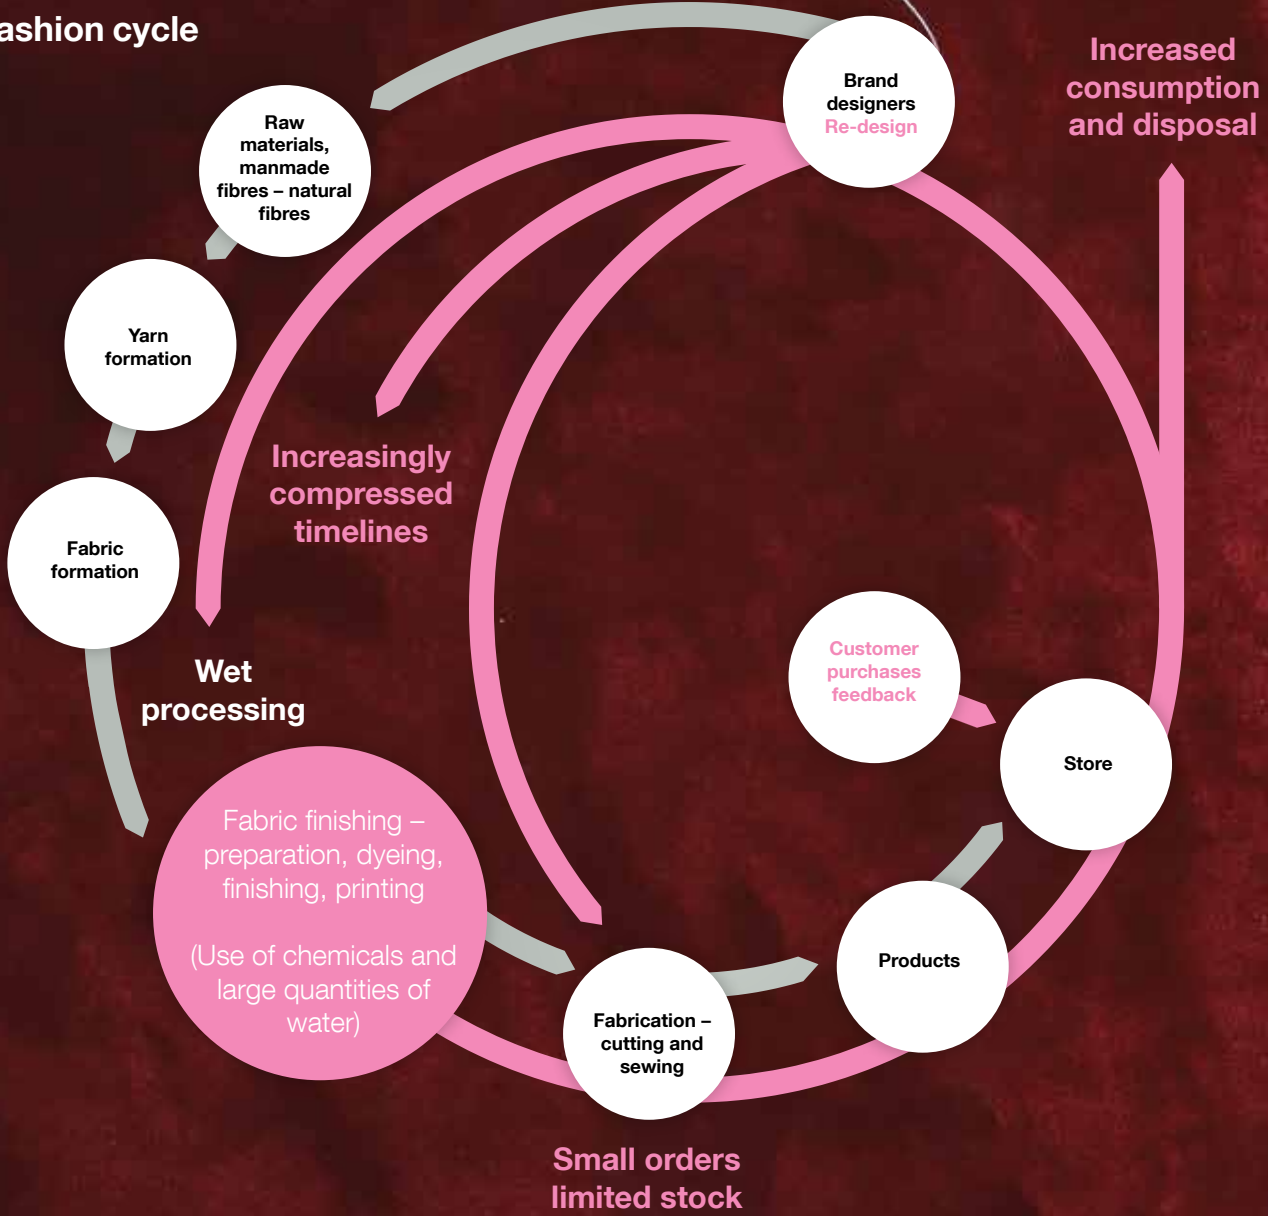 ashion cycle
Brand
designers
Re-design
Increased
consumption
and disposal
Raw
materials,
manmade
fibres – natural
fibres
Yarn
formation
Increasingly
compressed
timelines
Fabric
formation
Wet
processing
Customer
purchases
feedback
Store
Fabric finishing –
preparation, dyeing,
finishing, printing
(Use of chemicals and
large quantities of
water)
Products
Fabrication –
cutting and
sewing
Small orders
limited stock